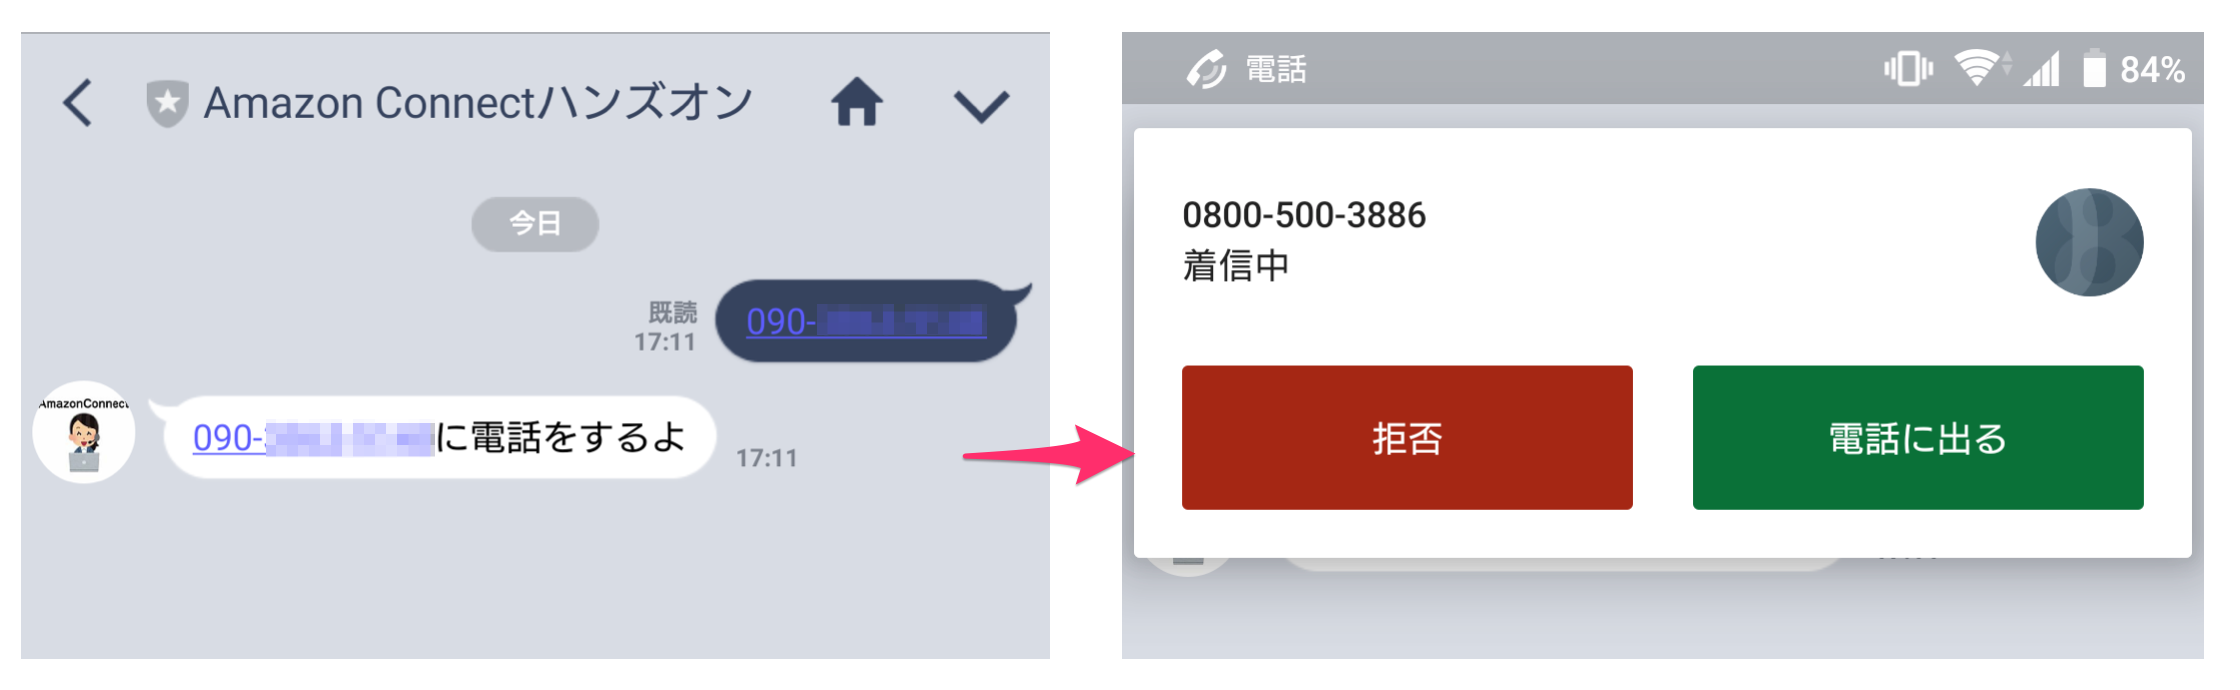 Amazon Connectハンズオン
今日
既読
17:11
090-
AmazonConnect
090-
に電話をするよ
17:11
電話
84%
0800-500-3886
着信中
拒否
電話に出る